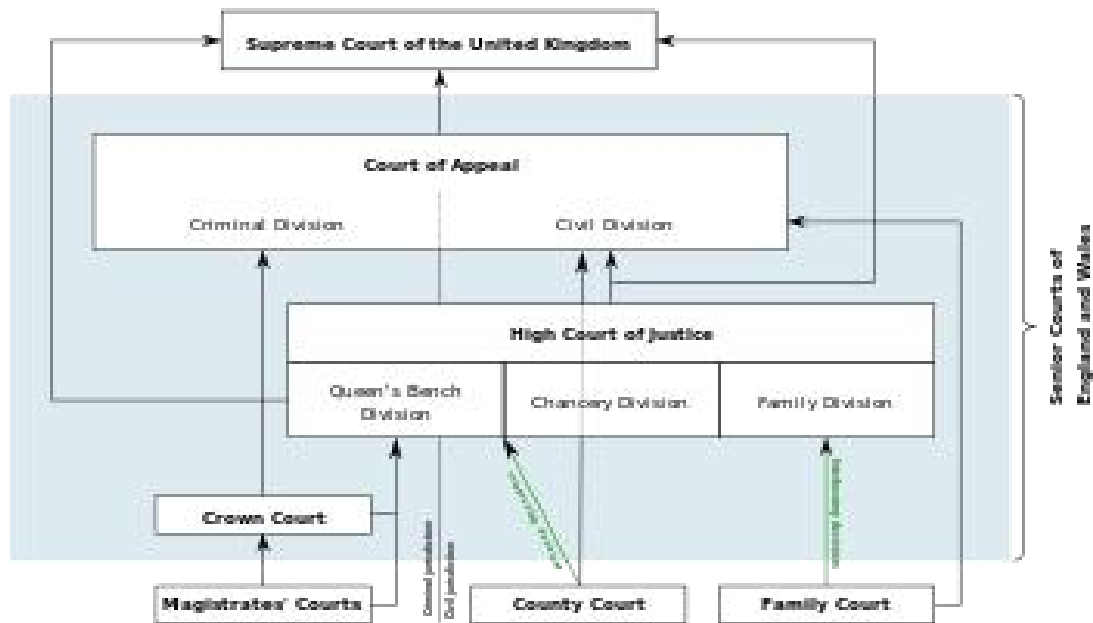 Supreme Court of the United Kingdom
Court of Appeal
Criminal Division
Civil Division
High Court of Justice
Queen's Bench
Division
Chancery Division
Family Division
Senior Courts of
England and Wales
Crown Court
Criminal jurisdiction
Civil jurisdiction
Magistrates' Courts
County Court
Family Court